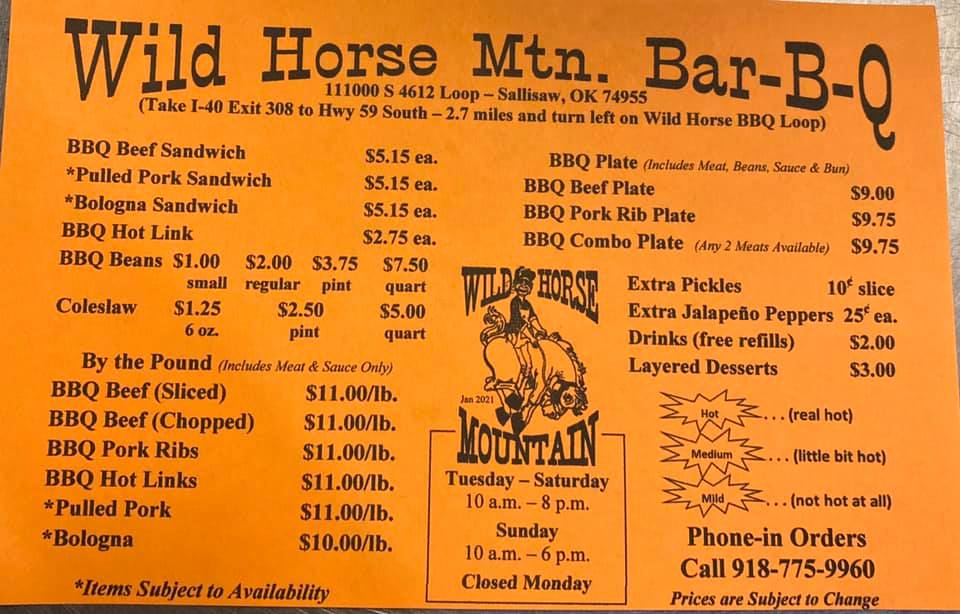 Wild Horse Mtn. Bar-B-Q
111000 S 4612 Loop – Sallisaw, OK 74955
(Take I-40 Exit 308 to Hwy 59 South – 2.7 miles and turn left on Wild Horse BBQ Loop)
BBQ Beef Sandwich $5.15 ea.
*Pulled Pork Sandwich $5.15 ea.
*Bologna Sandwich $5.15 ea.
BBQ Hot Link $2.75 ea.
BBQ Beans $1.00 $2.00 $3.75 $7.50
small regular pint quart
Coleslaw $1.25 $2.50 $5.00
6 oz. pint quart
By the Pound (Includes Meat & Sauce Only)
BBQ Beef (Sliced) $11.00/lb.
BBQ Beef (Chopped) $11.00/lb.
BBQ Pork Ribs $11.00/lb.
BBQ Hot Links $11.00/lb.
*Pulled Pork $11.00/lb.
*Bologna $10.00/lb.
*Items Subject to Availability
BBQ Plate (Includes Meat, Beans, Sauce & Bun)
BBQ Beef Plate $9.00
BBQ Pork Rib Plate $9.75
BBQ Combo Plate (Any 2 Meats Available) $9.75
WILD HORSE
Jan 2021
MOUNTAIN
Tuesday – Saturday
10 a.m. – 8 p.m.
Sunday
10 a.m. – 6 p.m.
Closed Monday
Extra Pickles 10¢ slice
Extra Jalapeño Peppers 25¢ ea.
Drinks (free refills) $2.00
Layered Desserts $3.00
Hot . . . (real hot)
Medium . . . (little bit hot)
Mild . . . (not hot at all)
Phone-in Orders
Call 918-775-9960
Prices are Subject to Change